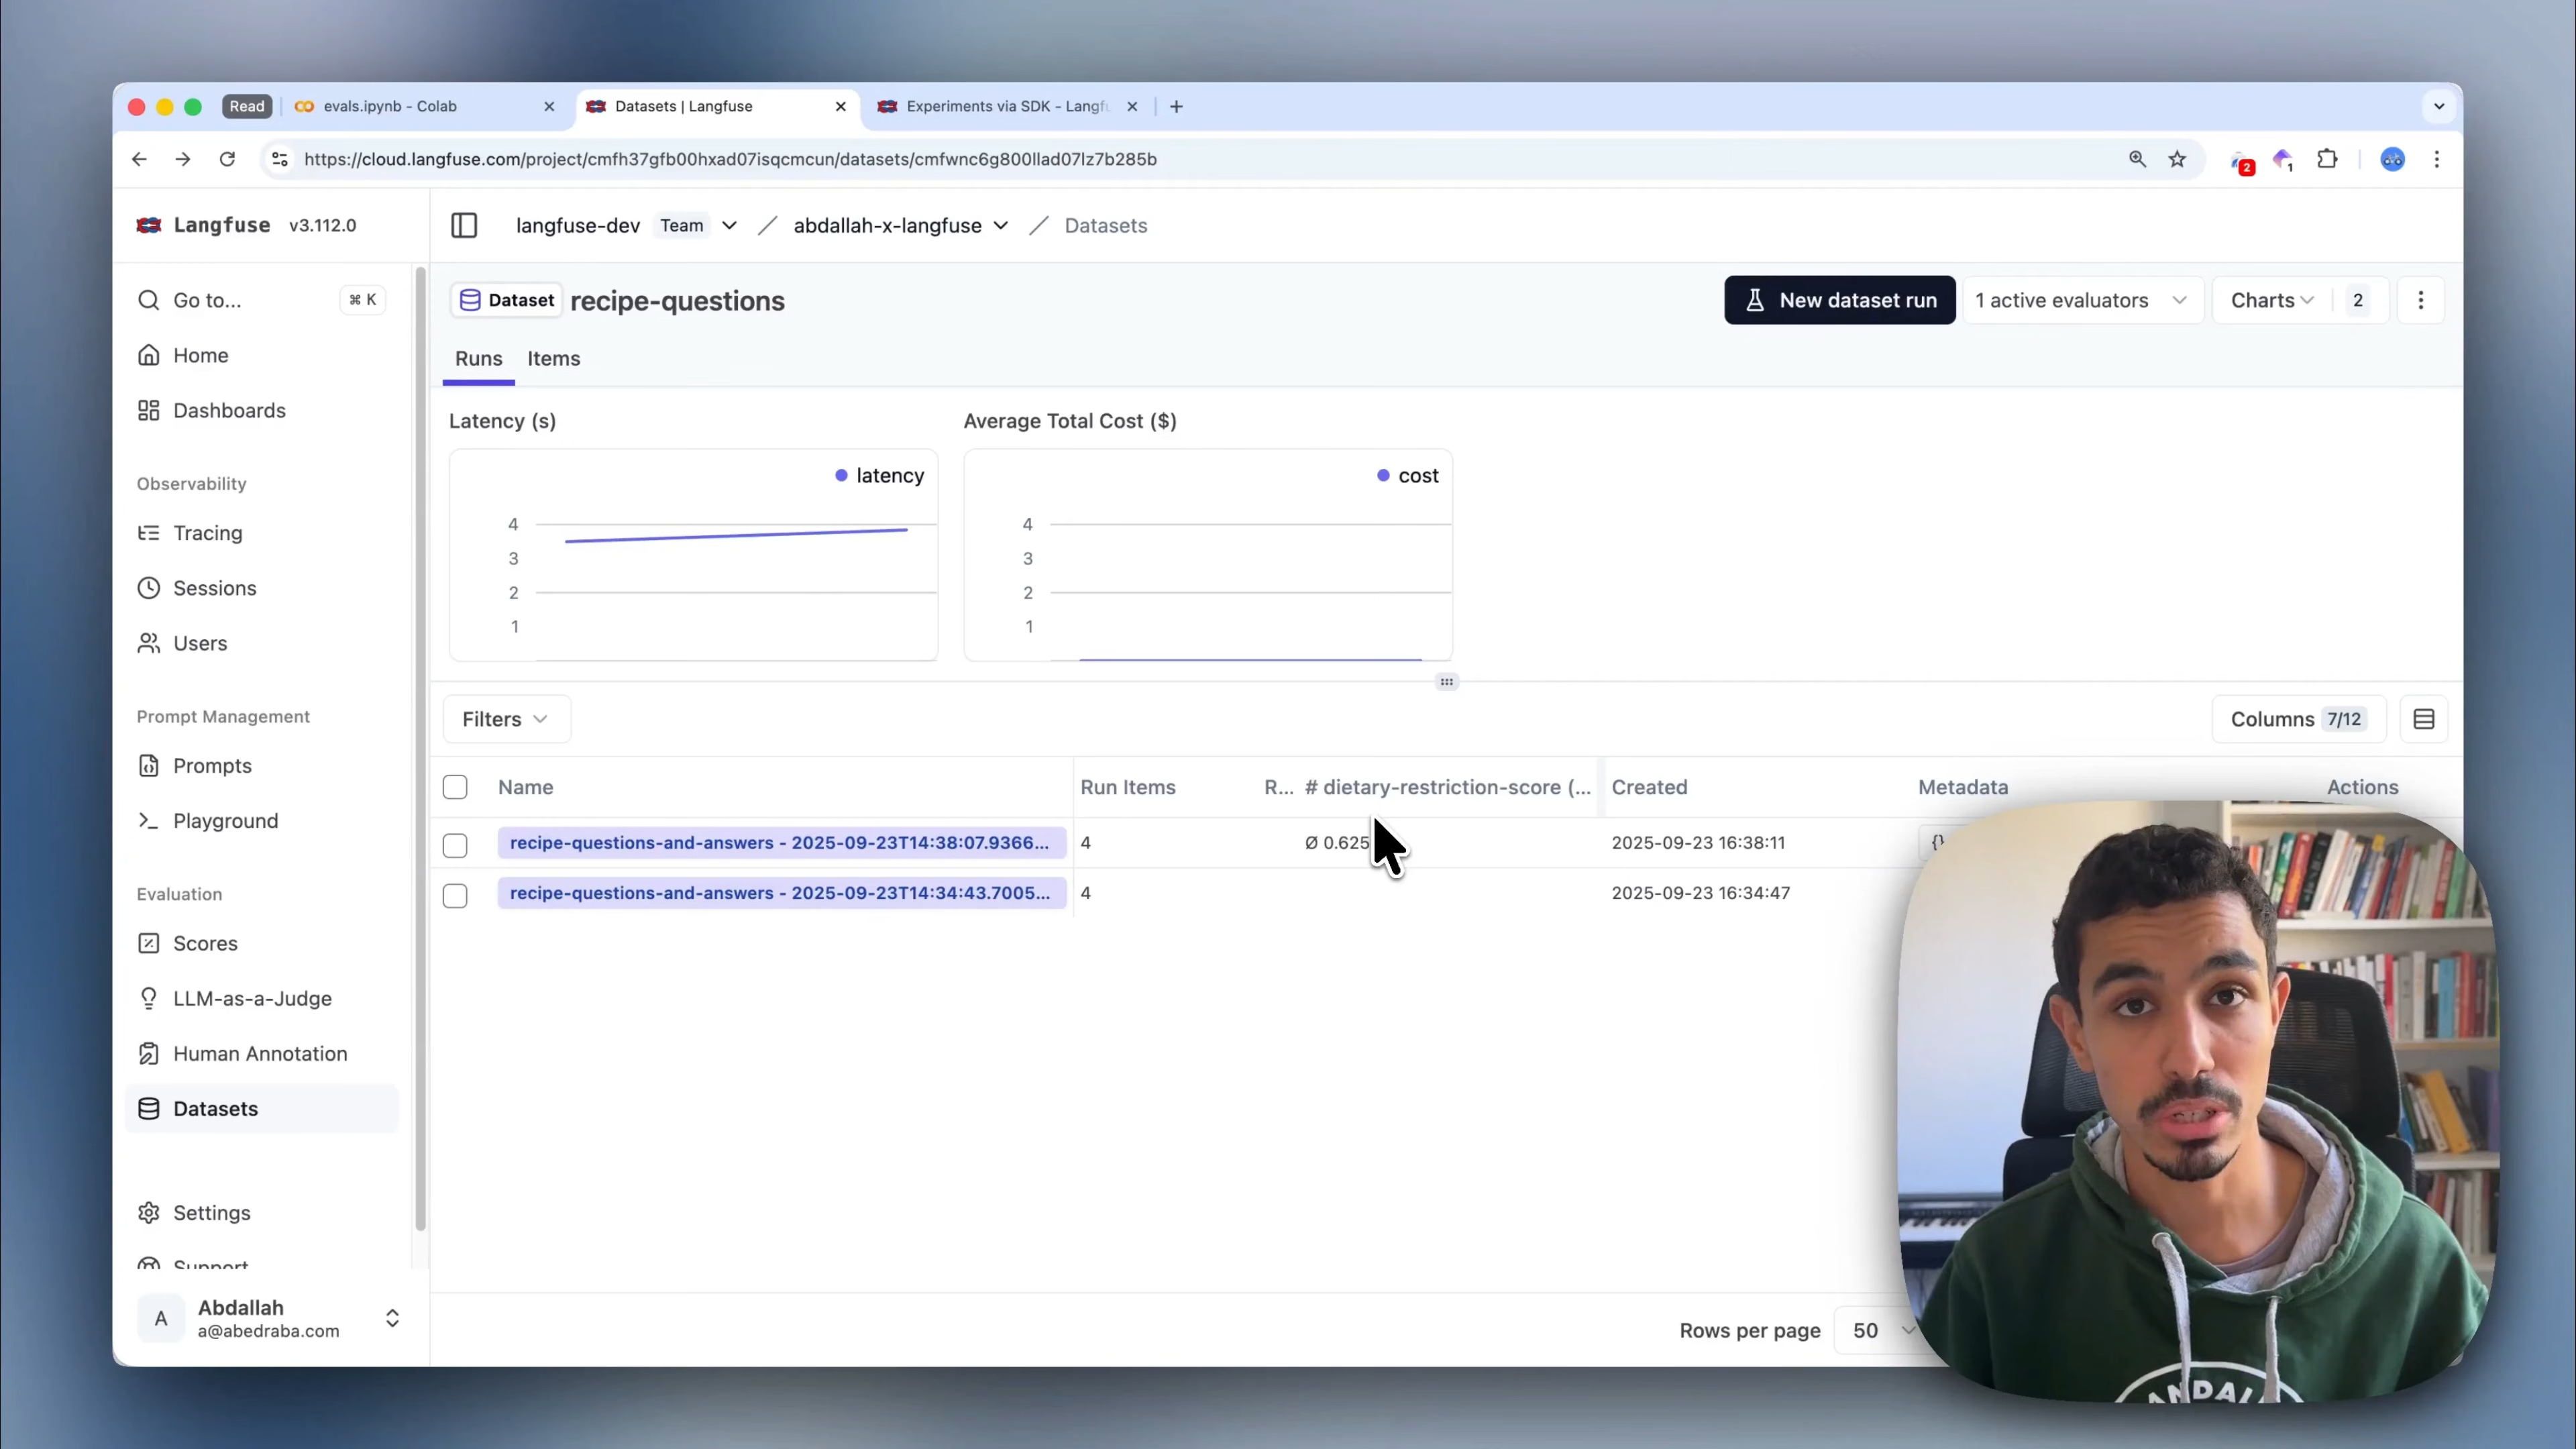 Read
evals.ipynb - Colab
Datasets | Langfuse
Experiments via SDK - Langfu
https://cloud.langfuse.com/project/cmfh37gfb00hxad07isqcmcun/datasets/cmfwnc6g800llad07lz7b285b
2
1
Langfuse v3.112.0
langfuse-dev Team / abdallah-x-langfuse / Datasets
Go to... ⌘ K
Home
Dashboards
Observability
Tracing
Sessions
Users
Prompt Management
Prompts
Playground
Evaluation
Scores
LLM-as-a-Judge
Human Annotation
Datasets
Settings
Support
A
Abdallah
a@abedraba.com
Dataset recipe-questions
New dataset run
1 active evaluators
Charts 2
Runs Items
Latency (s)
latency
4
3
2
1
Average Total Cost ($)
cost
4
3
2
1
Filters
Columns 7/12
Name Run Items R... # dietary-restriction-score (... Created Metadata Actions
recipe-questions-and-answers - 2025-09-23T14:38:07.9366... 4 Ø 0.625 2025-09-23 16:38:11 {}
recipe-questions-and-answers - 2025-09-23T14:34:43.7005... 4 2025-09-23 16:34:47
Rows per page 50